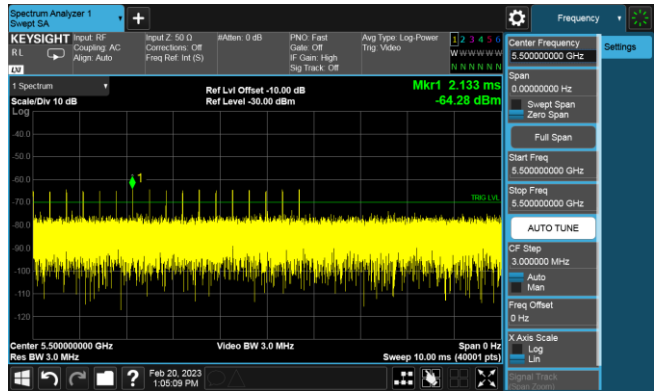 Spectrum Analyzer 1
Swept SA
+
Frequency
KEYSIGHT
RL
Input: RF
Coupling: AC
Align: Auto
Input Z: 50 Ω
Corrections: Off
Freq Ref: Int (S)
#Atten: 0 dB
PNO: Fast
Gate: Off
IF Gain: High
Sig Track: Off
Avg Type: Log-Power
Trig: Video
1 2 3 4 5 6
W W W W W W
N N N N N N
LXI
1 Spectrum
Scale/Div 10 dB
Log
Ref Lvl Offset -10.00 dB
Ref Level -30.00 dBm
Mkr1 2.133 ms
-64.28 dBm
1
TRIG LVL
-40.0
-50.0
-60.0
-70.0
-80.0
-90.0
-100
-110
-120
Center 5.500000000 GHz
Res BW 3.0 MHz
Video BW 3.0 MHz
Span 0 Hz
Sweep 10.00 ms (40001 pts)
?
Feb 20, 2023
1:05:09 PM
Center Frequency
5.500000000 GHz
Settings
Span
0.00000000 Hz
Swept Span
Zero Span
Full Span
Start Freq
5.500000000 GHz
Stop Freq
5.500000000 GHz
AUTO TUNE
CF Step
3.000000 MHz
Auto
Man
Freq Offset
0 Hz
X Axis Scale
Log
Lin
Signal Track
(Span Zoom)